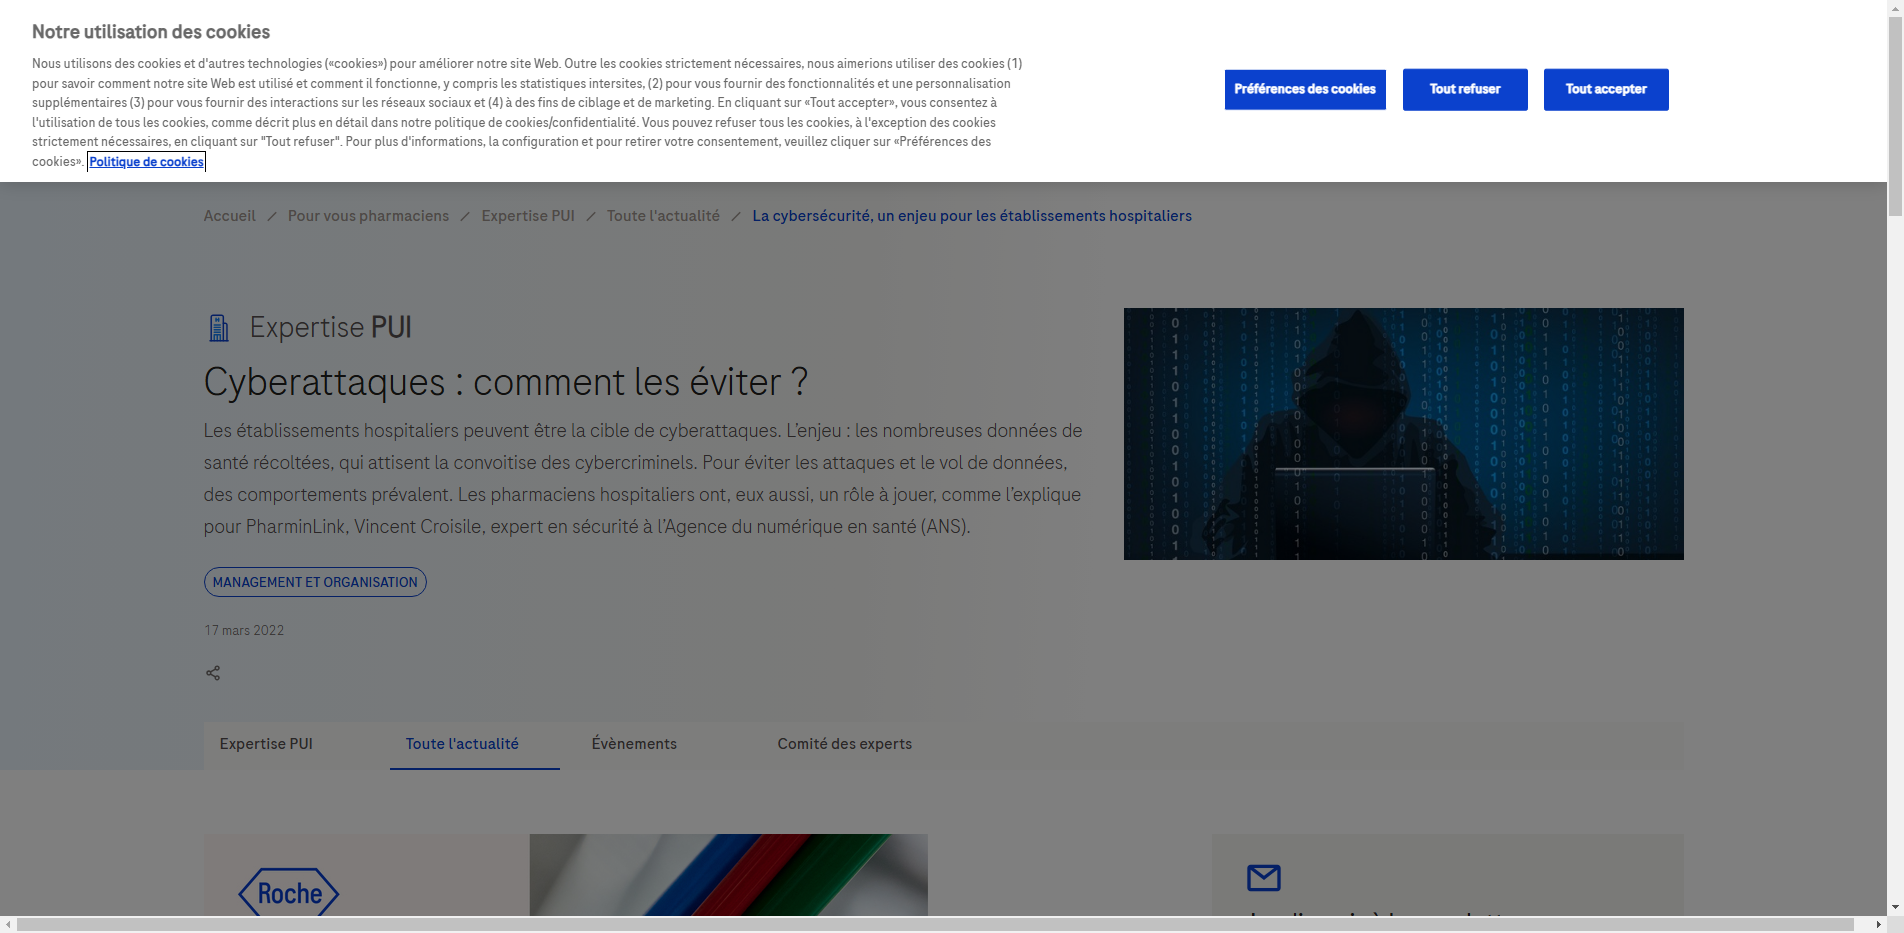 Notre utilisation des cookies
Nous utilisons des cookies et d'autres technologies («cookies») pour améliorer notre site Web. Outre les cookies strictement nécessaires, nous aimerions utiliser des cookies (1)
pour savoir comment notre site Web est utilisé et comment il fonctionne, y compris les statistiques intersites, (2) pour vous fournir des fonctionnalités et une personnalisation
supplémentaires (3) pour vous fournir des interactions sur les réseaux sociaux et (4) à des fins de ciblage et de marketing. En cliquant sur «Tout accepter», vous consentez à
l'utilisation de tous les cookies, comme décrit plus en détail dans notre politique de cookies/confidentialité. Vous pouvez refuser tous les cookies, à l'exception des cookies
strictement nécessaires, en cliquant sur "Tout refuser". Pour plus d'informations, la configuration et pour retirer votre consentement, veuillez cliquer sur «Préférences des
cookies». Politique de cookies
Préférences des cookies
Tout refuser
Tout accepter
Accueil / Pour vous pharmaciens / Expertise PUI / Toute l'actualité / La cybersécurité, un enjeu pour les établissements hospitaliers
Expertise PUI
Cyberattaques : comment les éviter ?
Les établissements hospitaliers peuvent être la cible de cyberattaques. L’enjeu : les nombreuses données de
santé récoltées, qui attisent la convoitise des cybercriminels. Pour éviter les attaques et le vol de données,
des comportements prévalent. Les pharmaciens hospitaliers ont, eux aussi, un rôle à jouer, comme l’explique
pour PharminLink, Vincent Croisile, expert en sécurité à l’Agence du numérique en santé (ANS).
MANAGEMENT ET ORGANISATION
17 mars 2022
Expertise PUI
Toute l'actualité
Évènements
Comité des experts
Roche